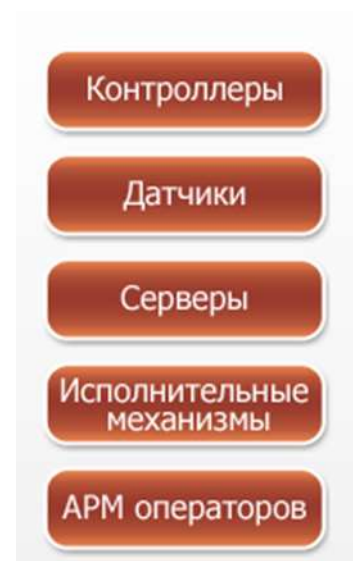 Контроллеры
Датчики
Серверы
Исполнительные
механизмы
АРМ операторов